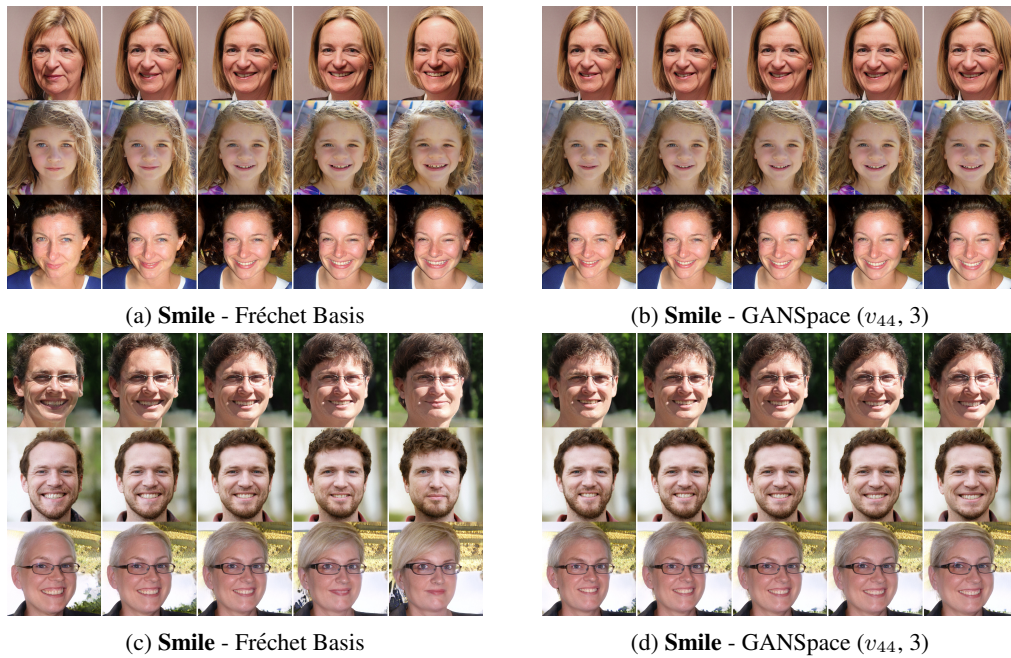 (a) Smile - Fréchet Basis
(b) Smile - GANSpace (v₄₄, 3)
(c) Smile - Fréchet Basis
(d) Smile - GANSpace (v₄₄, 3)